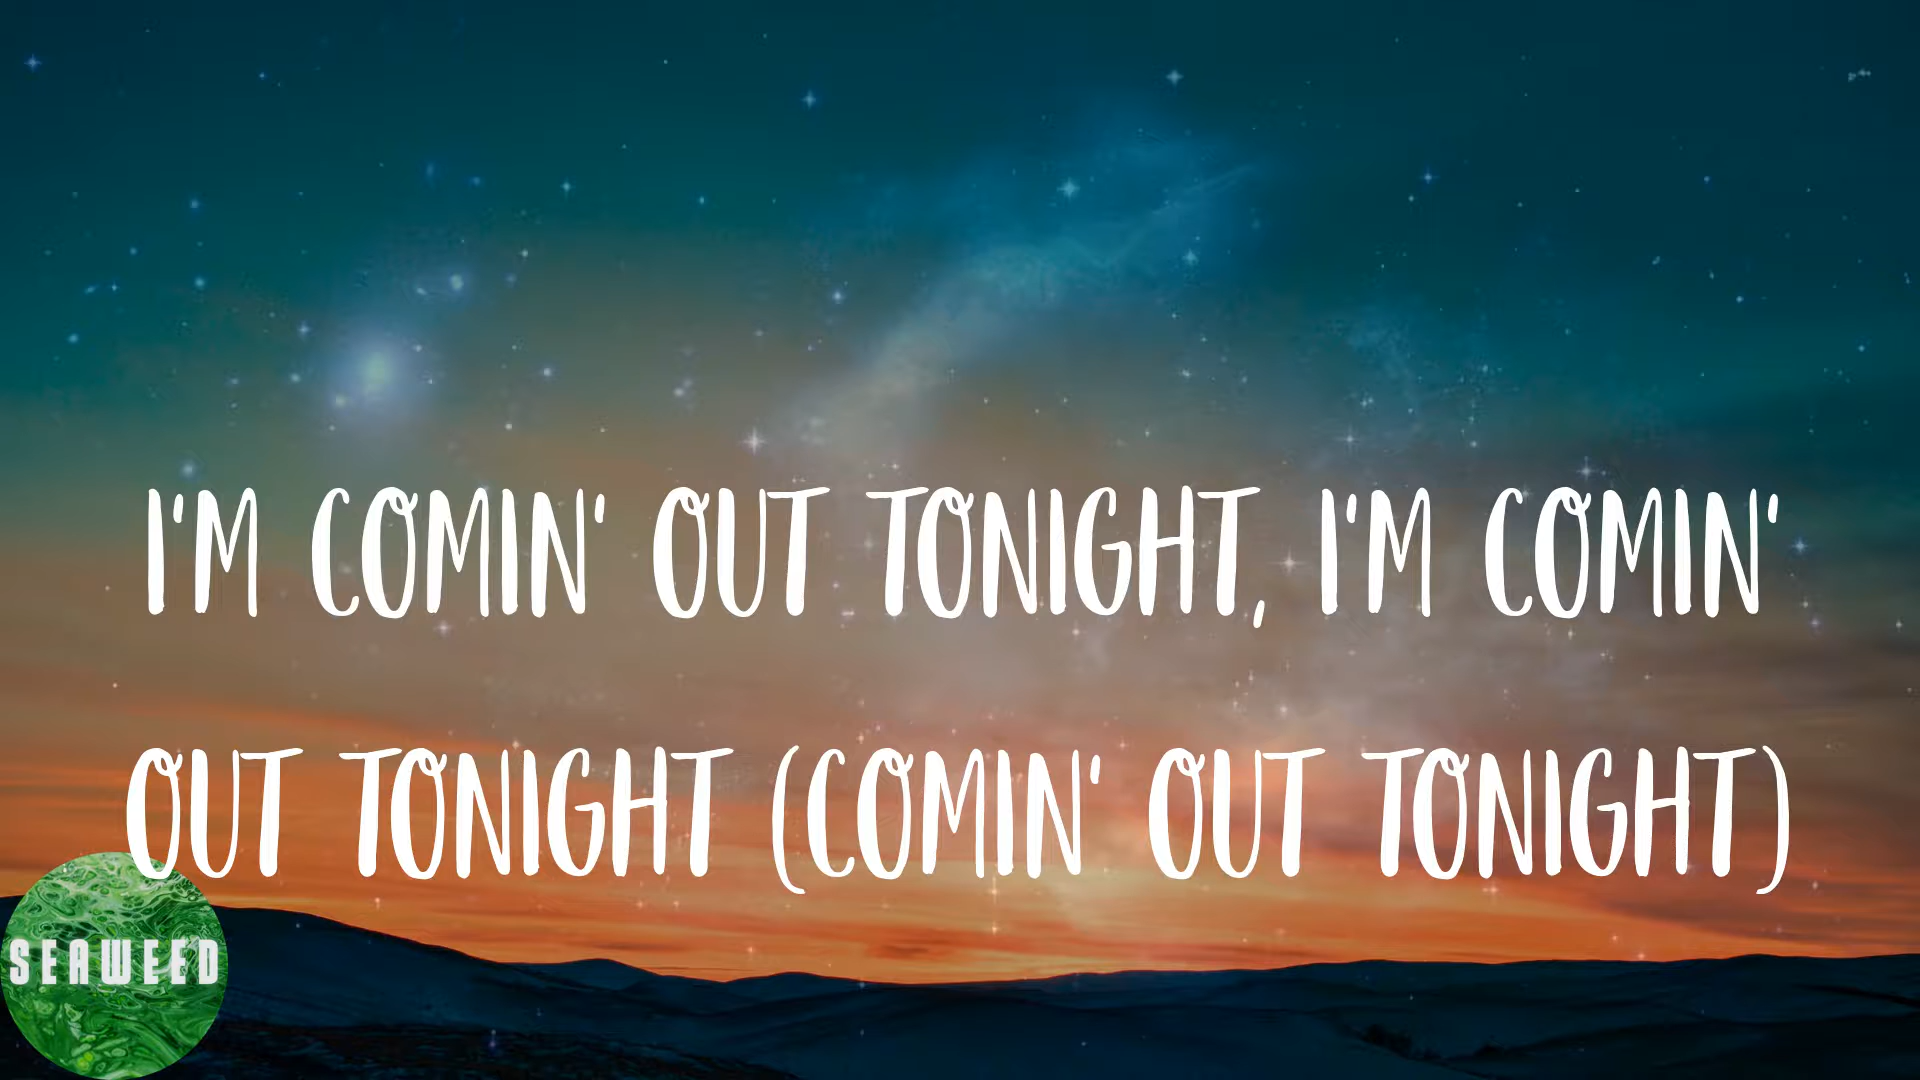 I'M COMIN' OUT TONIGHT, I'M COMIN'
OUT TONIGHT (COMIN' OUT TONIGHT)
SEAWEED